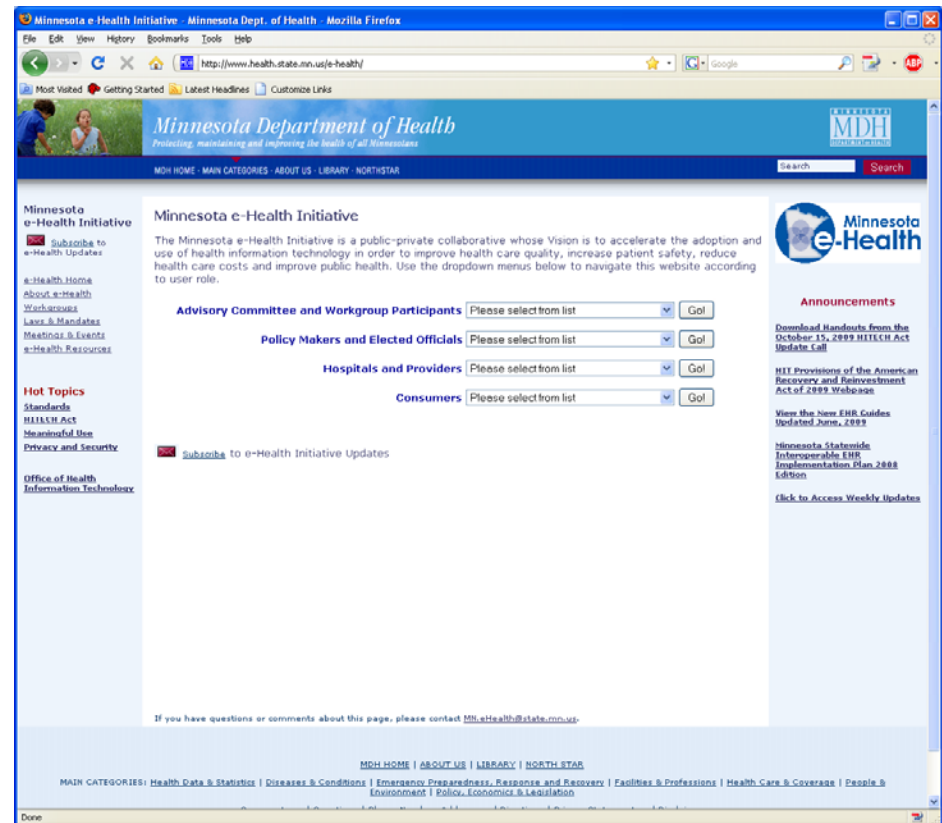 Minnesota e-Health Initiative - Minnesota Dept. of Health - Mozilla Firefox
File Edit View History Bookmarks Tools Help
http://www.health.state.mn.us/e-health/
Google
ABP
Most Visited Getting Started Latest Headlines Customize Links
Minnesota Department of Health
Protecting, maintaining and improving the health of all Minnesotans
MINNESOTA
MDH
DEPARTMENT OF HEALTH
MDH HOME - MAIN CATEGORIES - ABOUT US - LIBRARY - NORTHSTAR
Search
Search
Minnesota
e-Health Initiative
Subscribe to
e-Health Updates
e-Health Home
About e-Health
Workgroups
Laws & Mandates
Meetings & Events
e-Health Resources
Hot Topics
Standards
HITECH Act
Meaningful Use
Privacy and Security
Office of Health
Information Technology
Minnesota e-Health Initiative
The Minnesota e-Health Initiative is a public-private collaborative whose Vision is to accelerate the adoption and
use of health information technology in order to improve health care quality, increase patient safety, reduce
health care costs and improve public health. Use the dropdown menus below to navigate this website according
to user role.
Advisory Committee and Workgroup Participants Please select from list Go!
Policy Makers and Elected Officials Please select from list Go!
Hospitals and Providers Please select from list Go!
Consumers Please select from list Go!
Subscribe to e-Health Initiative Updates
Minnesota
e-Health
Announcements
Download Handouts from the
October 15, 2009 HITECH Act
Update Call
HIT Provisions of the American
Recovery and Reinvestment
Act of 2009 Webpage
View the New EHR Guides
Updated June, 2009
Minnesota Statewide
Interoperable EHR
Implementation Plan 2008
Edition
Click to Access Weekly Updates
If you have questions or comments about this page, please contact MN.eHealth@state.mn.us.
MDH HOME | ABOUT US | LIBRARY | NORTH STAR
MAIN CATEGORIES: Health Data & Statistics | Diseases & Conditions | Emergency Preparedness, Response and Recovery | Facilities & Professions | Health Care & Coverage | People &
Environment | Policy, Economics & Legislation
Done